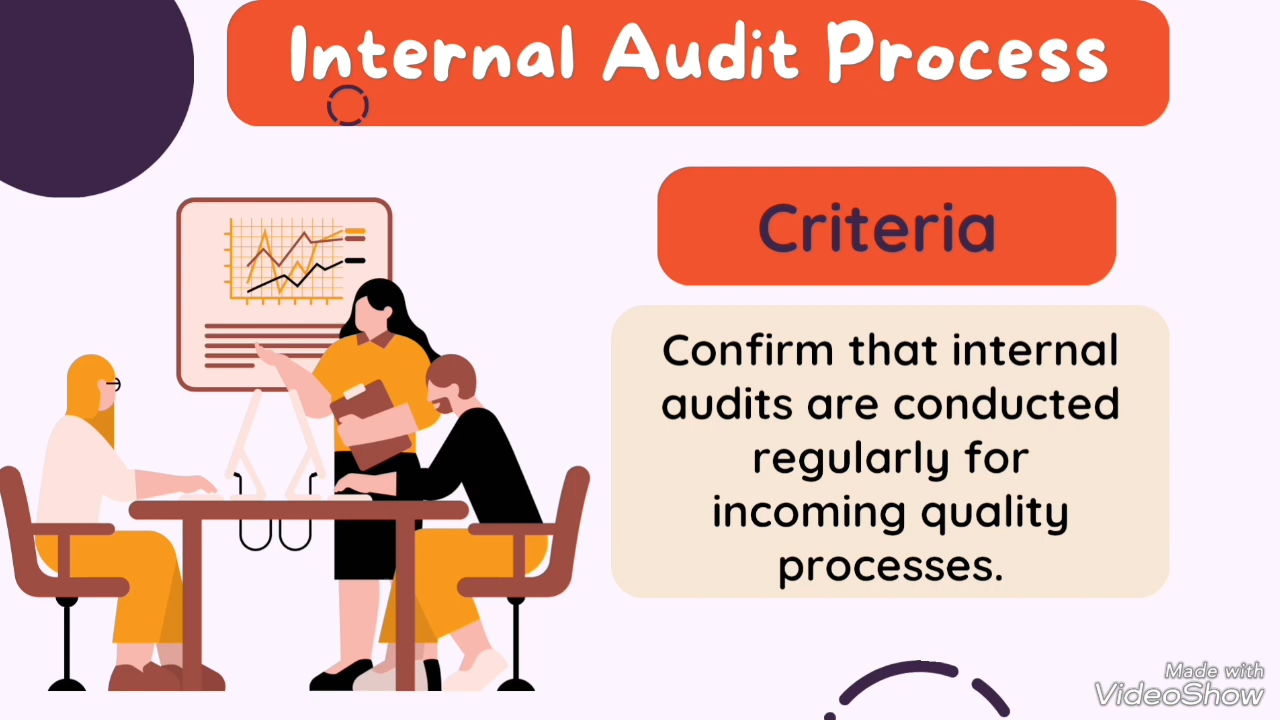 Internal Audit Process
Criteria
Confirm that internal
audits are conducted
regularly for
incoming quality
processes.
Made with
VideoShow